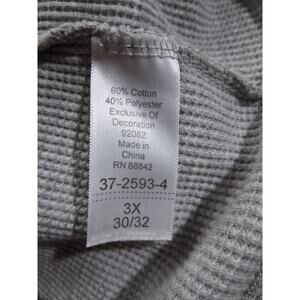 60% Cotton
40% Polyester
Exclusive Of
Decoration
92082
Made in
China
RN 88842
37-2593-4
3X
30/32